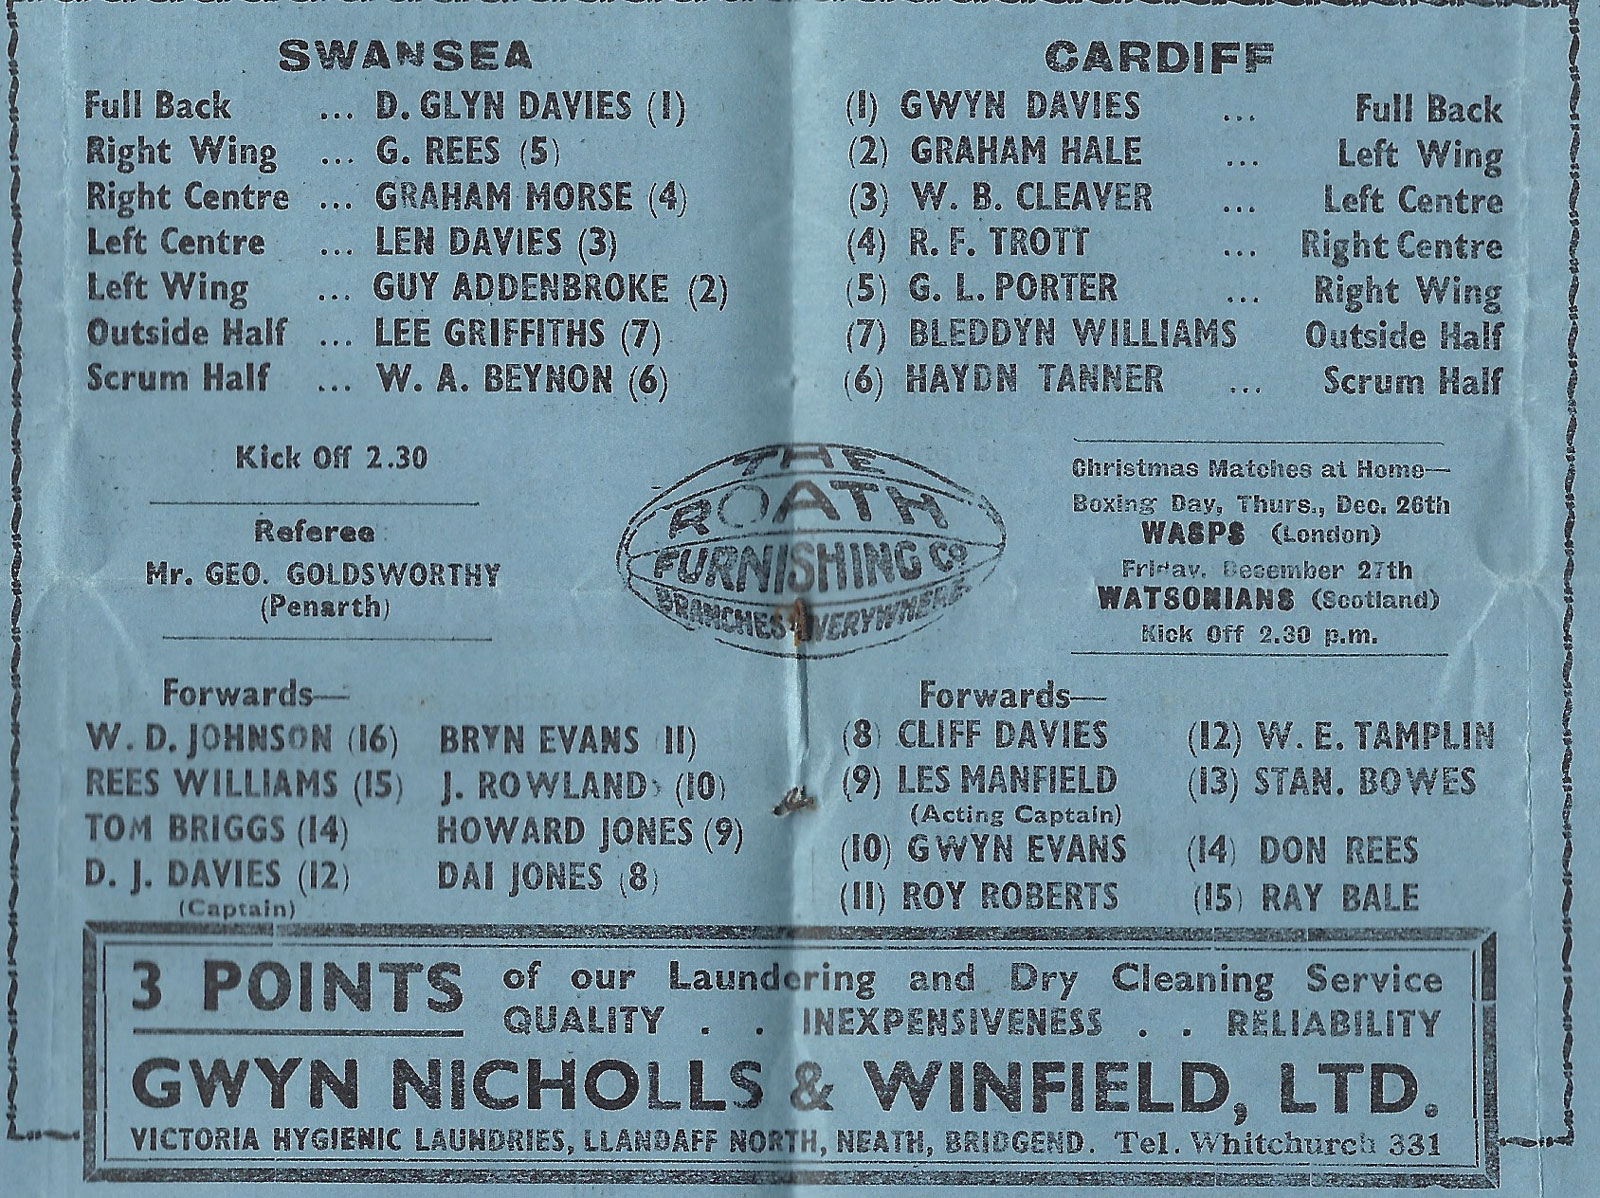 SWANSEA
Full Back ... D. GLYN DAVIES (1)
Right Wing ... G. REES (5)
Right Centre ... GRAHAM MORSE (4)
Left Centre ... LEN DAVIES (3)
Left Wing ... GUY ADDENBROKE (2)
Outside Half ... LEE GRIFFITHS (7)
Scrum Half ... W. A. BEYNON (6)
CARDIFF
(1) GWYN DAVIES ... Full Back
(2) GRAHAM HALE ... Left Wing
(3) W. B. CLEAVER ... Left Centre
(4) R. F. TROTT ... Right Centre
(5) G. L. PORTER ... Right Wing
(7) BLEDDYN WILLIAMS Outside Half
(6) HAYDN TANNER ... Scrum Half
Kick Off 2.30
Referee
Mr. GEO. GOLDSWORTHY
(Penarth)
THE
ROATH
FURNISHING CO
BRANCHES EVERYWHERE
Christmas Matches at Home—
Boxing Day, Thurs., Dec. 26th
WASPS (London)
Friday, December 27th
WATSONIANS (Scotland)
Kick Off 2.30 p.m.
Forwards—
W. D. JOHNSON (16) BRYN EVANS (11)
REES WILLIAMS (15) J. ROWLANDS (10)
TOM BRIGGS (14) HOWARD JONES (9)
D. J. DAVIES (12) DAI JONES (8)
(Captain)
Forwards—
(8) CLIFF DAVIES (12) W. E. TAMPLIN
(9) LES MANFIELD (13) STAN. BOWES
(Acting Captain)
(10) GWYN EVANS (14) DON REES
(11) ROY ROBERTS (15) RAY BALE
3 POINTS of our Laundering and Dry Cleaning Service
QUALITY . . INEXPENSIVENESS . . RELIABILITY
GWYN NICHOLLS & WINFIELD, LTD.
VICTORIA HYGIENIC LAUNDRIES, LLANDAFF NORTH, NEATH, BRIDGEND. Tel. Whitchurch 331